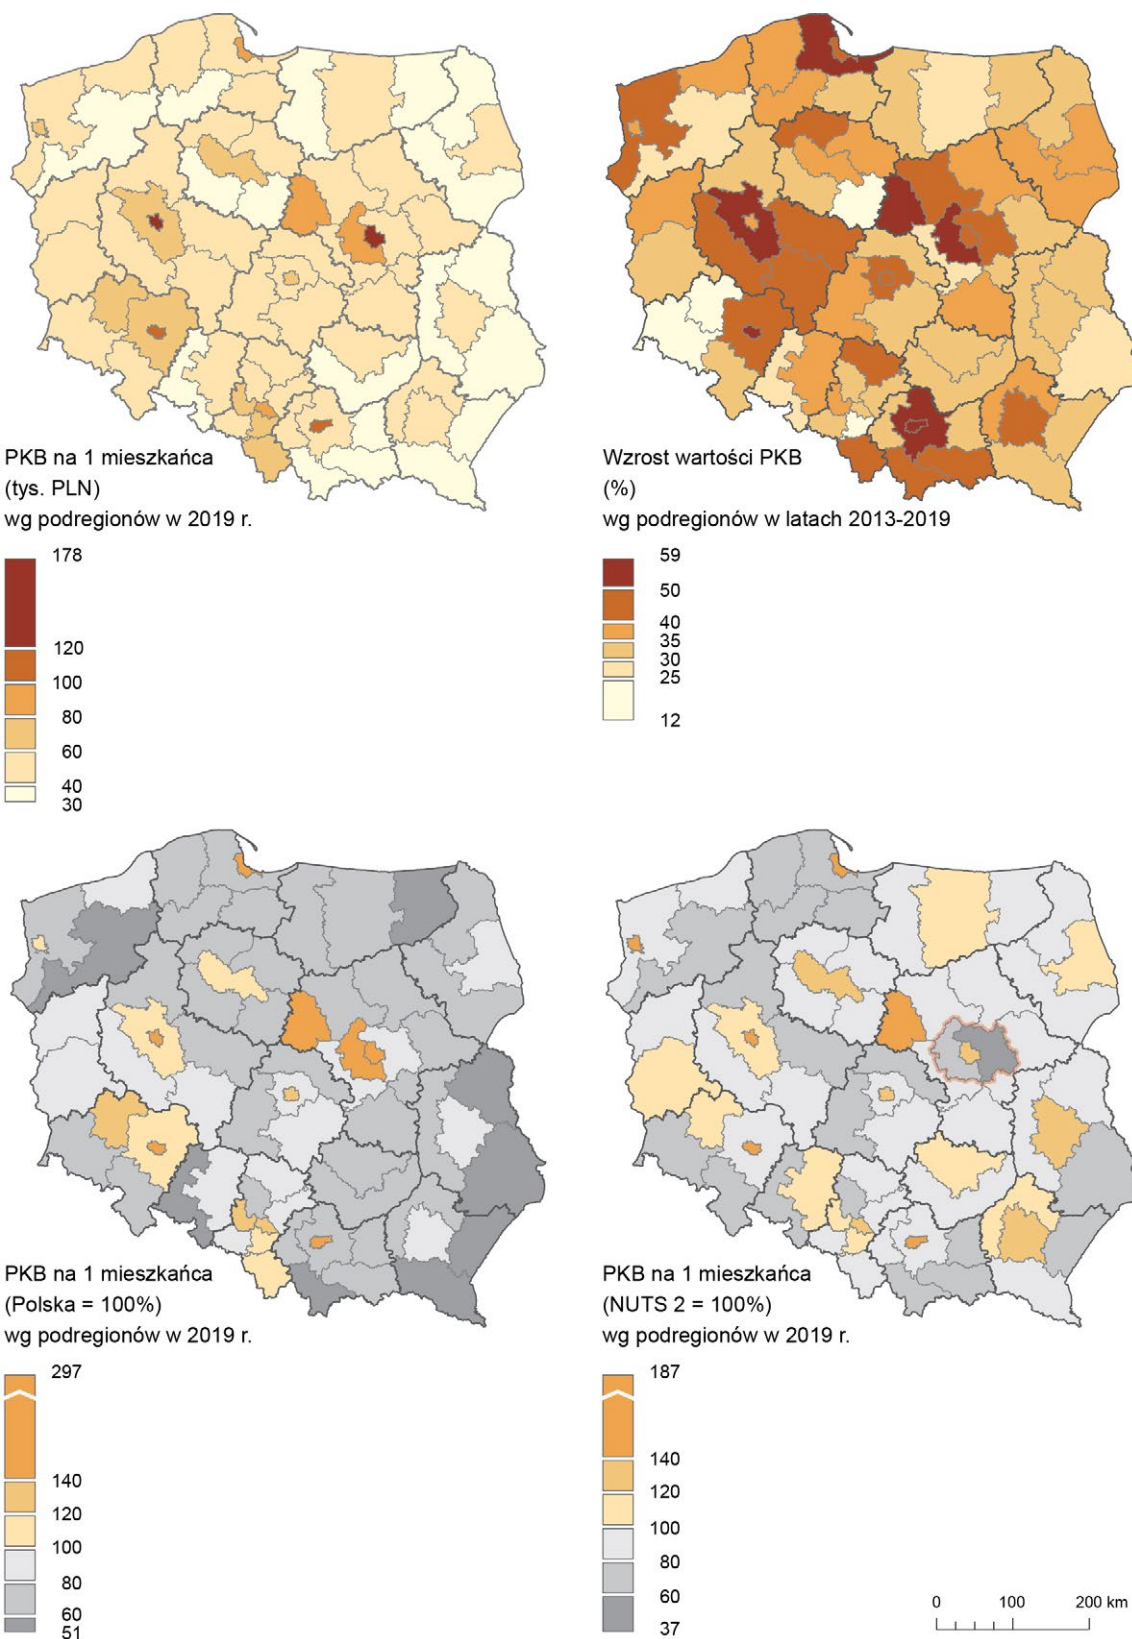 PKB na 1 mieszkańca
(tys. PLN)
wg podregionów w 2019 r.
178
120
100
80
60
40
30
Wzrost wartości PKB
(%)
wg podregionów w latach 2013-2019
59
50
40
35
30
25
12
PKB na 1 mieszkańca
(Polska = 100%)
wg podregionów w 2019 r.
297
140
120
100
80
60
51
PKB na 1 mieszkańca
(NUTS 2 = 100%)
wg podregionów w 2019 r.
187
140
120
100
80
60
37
0 100 200 km